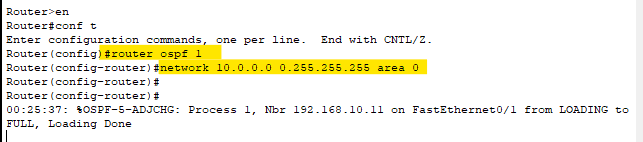 Router>en
Router#conf t
Enter configuration commands, one per line.  End with CNTL/Z.
Router(config)#router ospf 1
Router(config-router)#network 10.0.0.0 0.255.255.255 area 0
Router(config-router)#
Router(config-router)#
00:25:37: %OSPF-5-ADJCHG: Process 1, Nbr 192.168.10.11 on FastEthernet0/1 from LOADING to
FULL, Loading Done